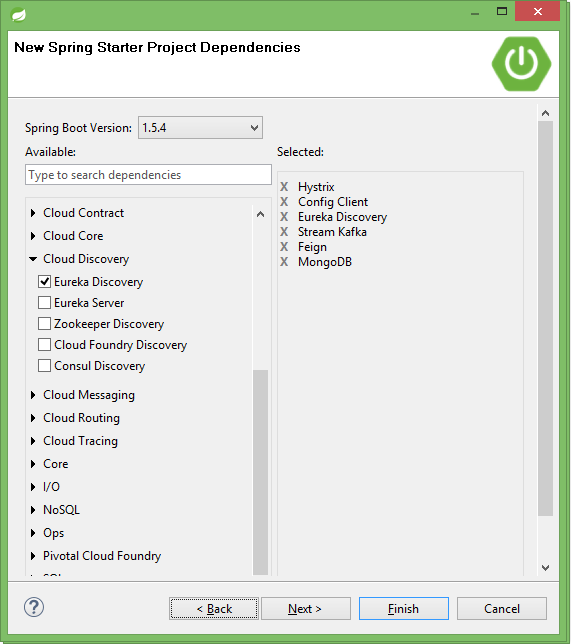 New Spring Starter Project Dependencies
Spring Boot Version: 1.5.4
Available:
Type to search dependencies
Cloud Contract
Cloud Core
Cloud Discovery
Eureka Discovery
Eureka Server
Zookeeper Discovery
Cloud Foundry Discovery
Consul Discovery
Cloud Messaging
Cloud Routing
Cloud Tracing
Core
I/O
NoSQL
Ops
Pivotal Cloud Foundry
Selected:
X Hystrix
X Config Client
X Eureka Discovery
X Stream Kafka
X Feign
X MongoDB
? < Back Next > Finish Cancel